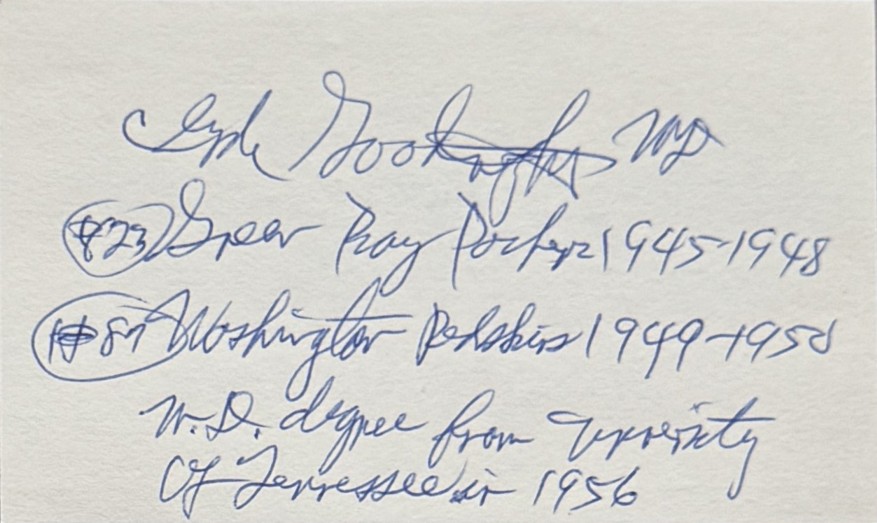 Clyde Goodnight MD
#23 Green Bay Packers 1945-1948
#87 Washington Redskins 1949-1950
M.D. degree from University
Of Tennessee in 1956